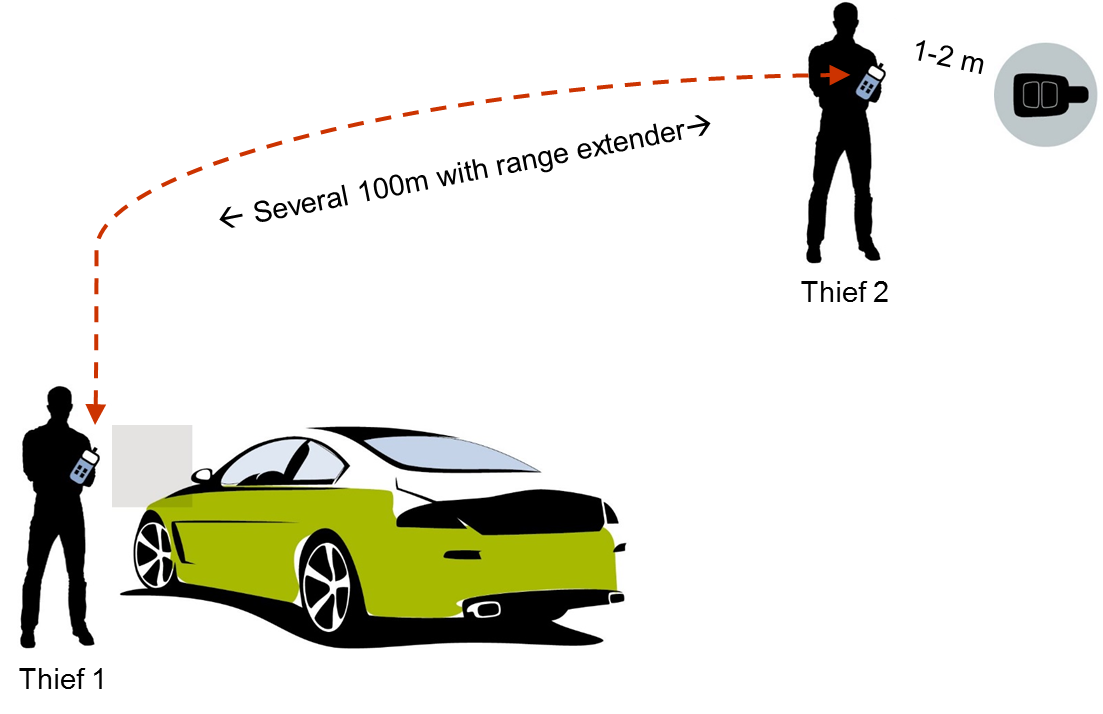 1-2 m
← Several 100m with range extender→
Thief 2
Thief 1